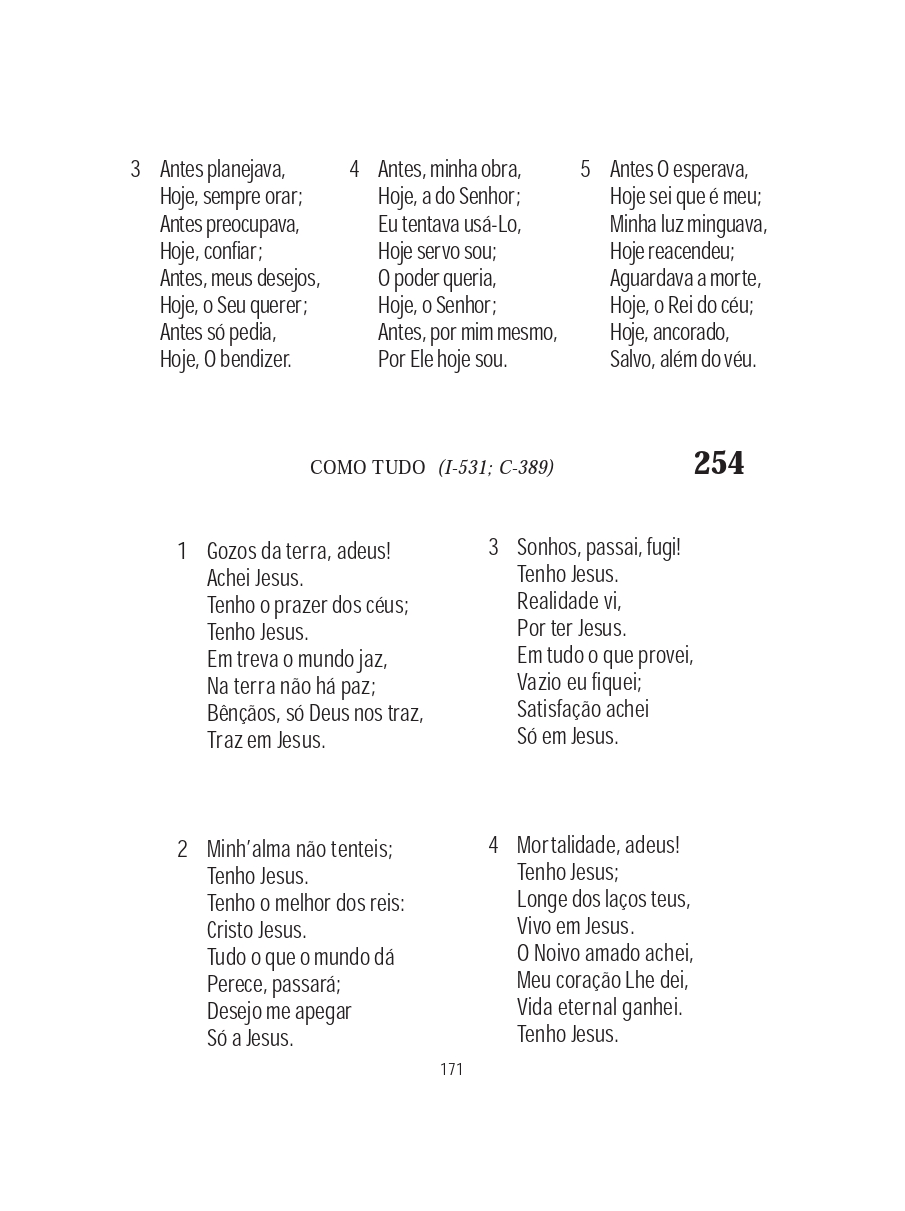 3 Antes planejava,
Hoje, sempre orar;
Antes preocupava,
Hoje, confiar;
Antes, meus desejos,
Hoje, o Seu querer;
Antes só pedia,
Hoje, O bendizer.
4 Antes, minha obra,
Hoje, a do Senhor;
Eu tentava usá-Lo,
Hoje servo sou;
O poder queria,
Hoje, o Senhor;
Antes, por mim mesmo,
Por Ele hoje sou.
5 Antes O esperava,
Hoje sei que é meu;
Minha luz minguava,
Hoje reacendeu;
Aguardava a morte,
Hoje, o Rei do céu;
Hoje, ancorado,
Salvo, além do véu.
COMO TUDO (I-531; C-389) 254
1 Gozos da terra, adeus!
Achei Jesus.
Tenho o prazer dos céus;
Tenho Jesus.
Em treva o mundo jaz,
Na terra não há paz;
Bênçãos, só Deus nos traz,
Traz em Jesus.
2 Minh’alma não tenteis;
Tenho Jesus.
Tenho o melhor dos reis:
Cristo Jesus.
Tudo o que o mundo dá
Perece, passará;
Desejo me apegar
Só a Jesus.
3 Sonhos, passai, fugi!
Tenho Jesus.
Realidade vi,
Por ter Jesus.
Em tudo o que provei,
Vazio eu fiquei;
Satisfação achei
Só em Jesus.
4 Mortalidade, adeus!
Tenho Jesus;
Longe dos laços teus,
Vivo em Jesus.
O Noivo amado achei,
Meu coração Lhe dei,
Vida eternal ganhei.
Tenho Jesus.
171